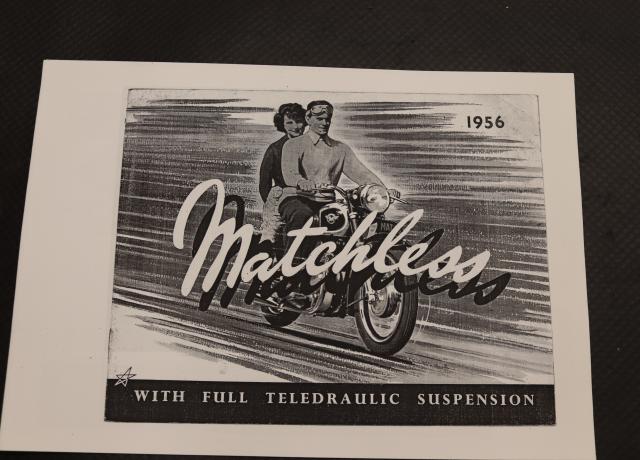 1956
Matchless
WITH FULL TELEDRAULIC SUSPENSION